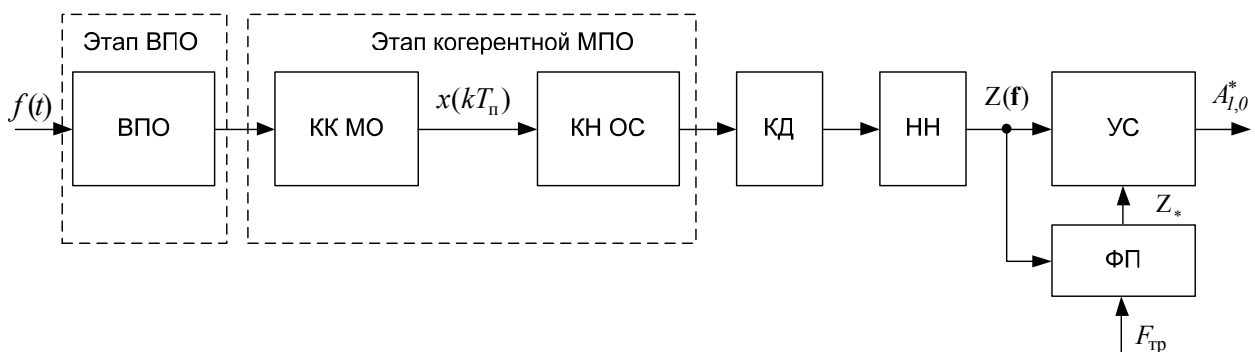 Этап ВПО
Этап когерентной МПО
f(t)
ВПО
КК МО
x(kTп)
КН ОС
КД
НН
Z(f)
УС
A*1,0
Z*
ФП
Fтр